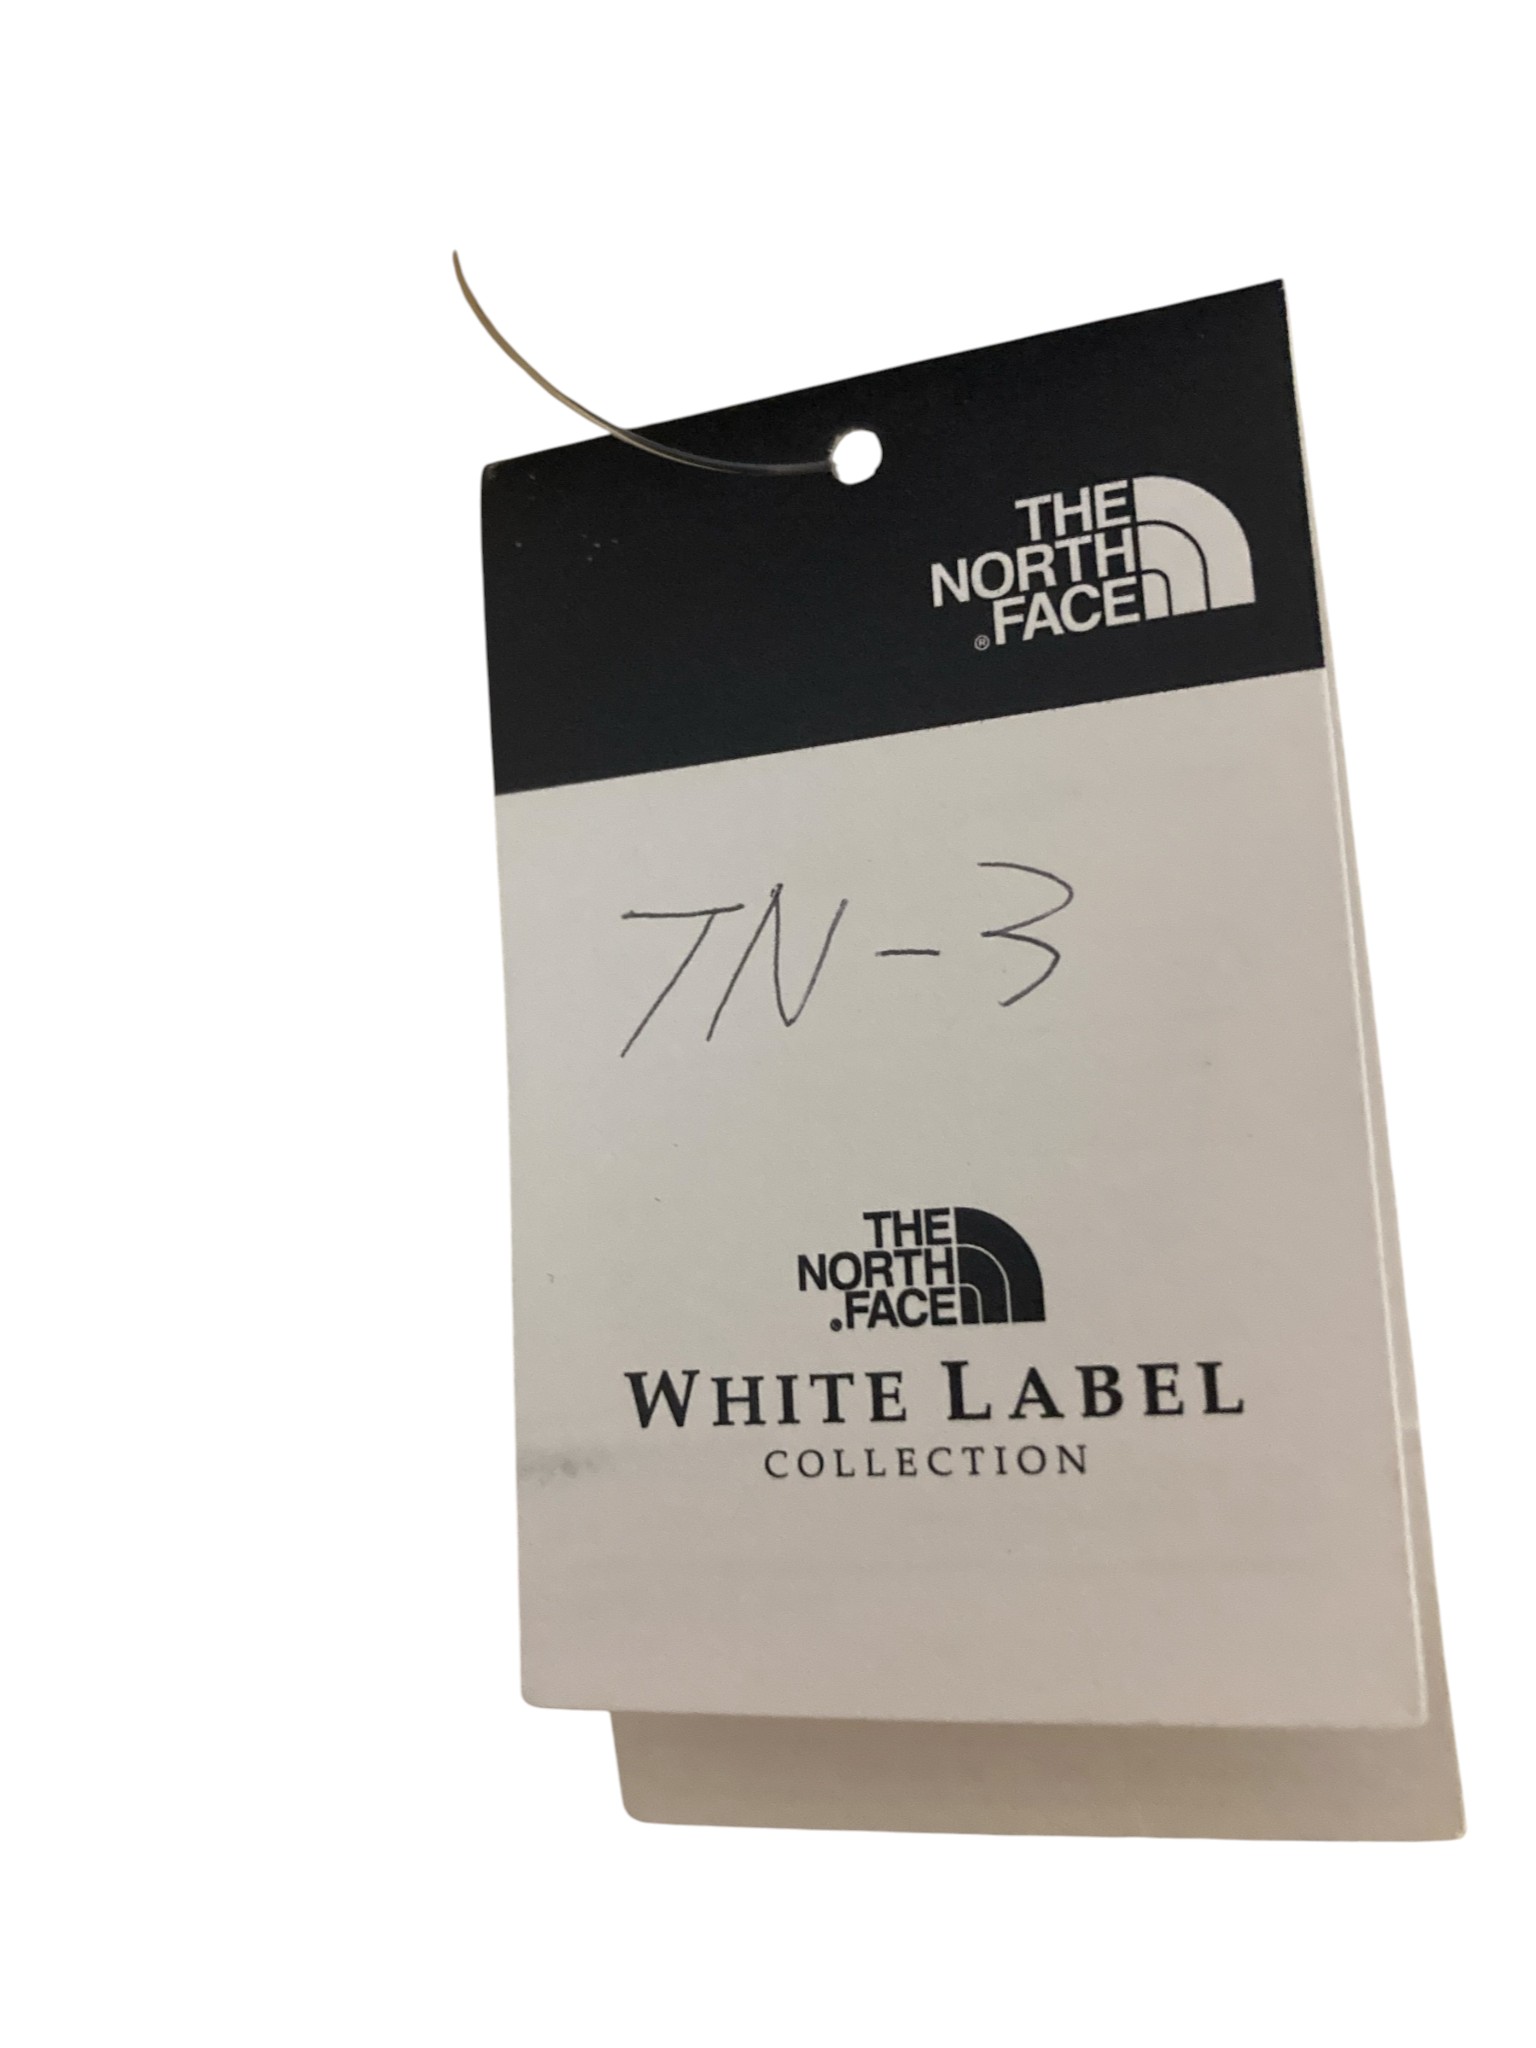 THE
NORTH
FACE
®
TN-3
THE
NORTH
FACE
®
WHITE LABEL
COLLECTION